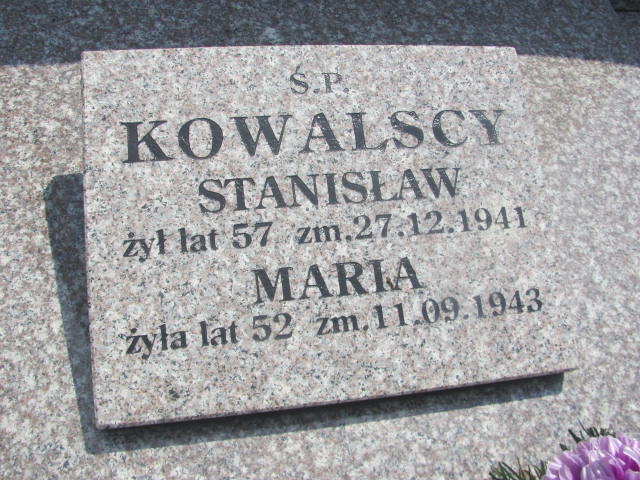 Ś.P.
KOWALSCY
STANISŁAW
żył lat 57 zm.27.12.1941
MARIA
żyła lat 52 zm.11.09.1943